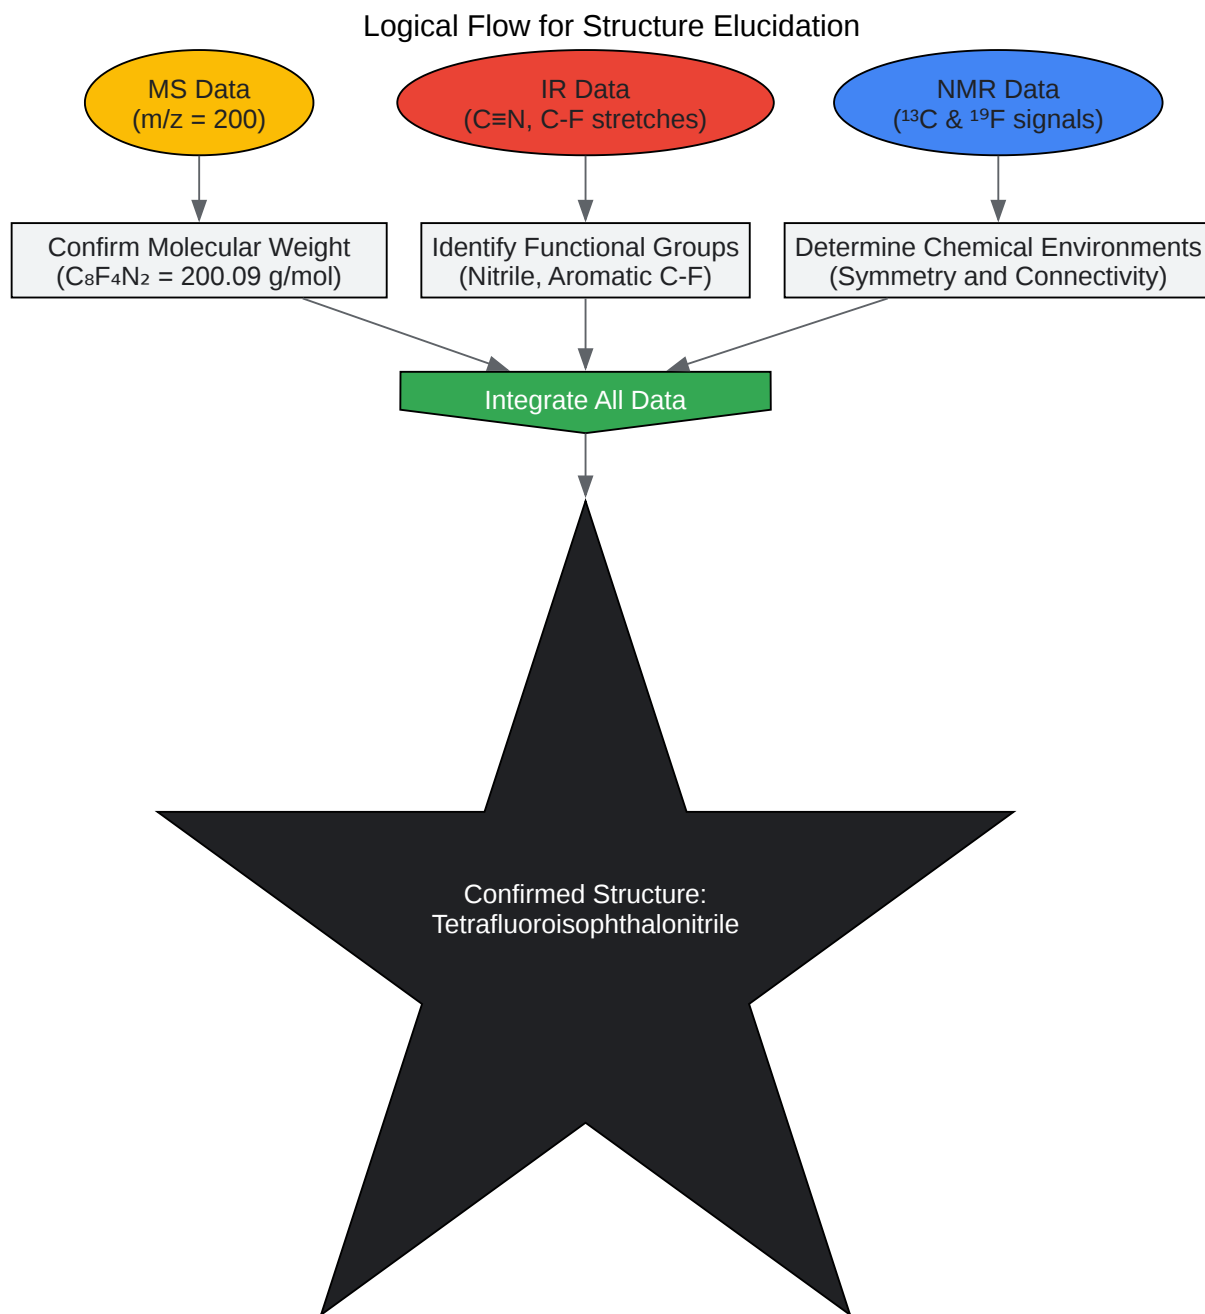 Logical Flow for Structure Elucidation
MS Data
(m/z = 200)
IR Data
(C≡N, C-F stretches)
NMR Data
(¹³C & ¹⁹F signals)
Confirm Molecular Weight
(C₈F₄N₂ = 200.09 g/mol)
Identify Functional Groups
(Nitrile, Aromatic C-F)
Determine Chemical Environments
(Symmetry and Connectivity)
Integrate All Data
Confirmed Structure:
Tetrafluoroisophthalonitrile